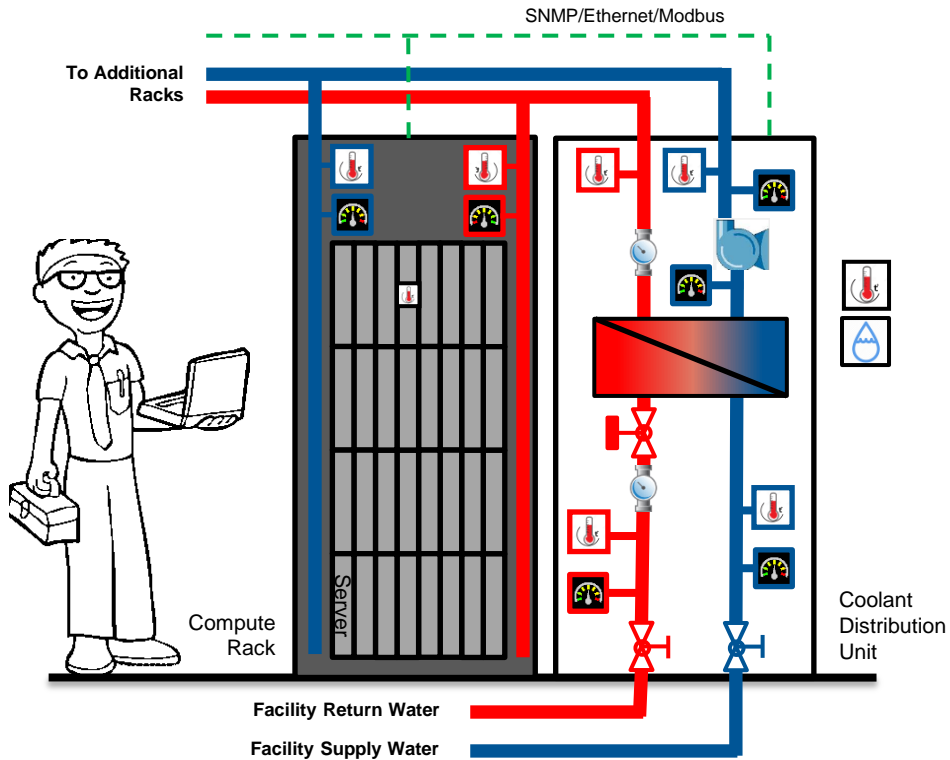 SNMP/Ethernet/Modbus
To Additional
Racks
Server
Compute
Rack
Coolant
Distribution
Unit
Facility Return Water
Facility Supply Water